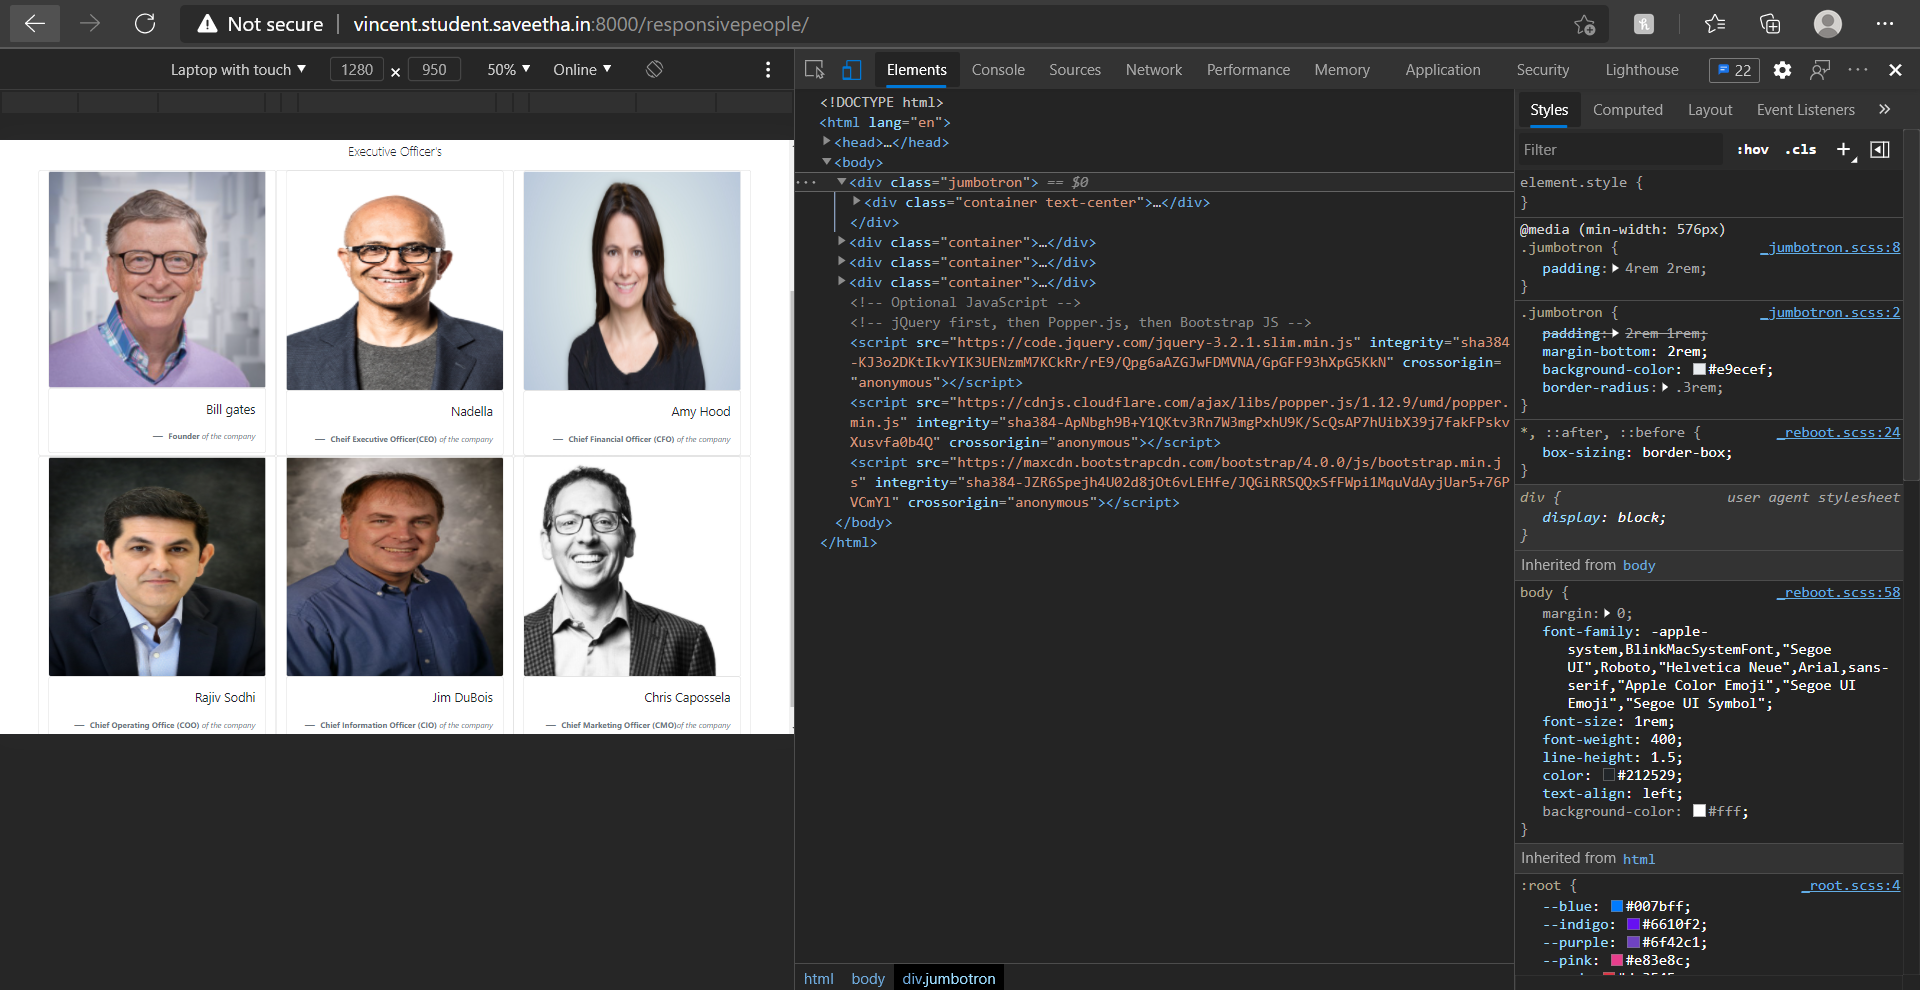 Not secure | vincent.student.saveetha.in:8000/responsivepeople/
Laptop with touch 1280 x 950 50% Online
Executive Officer's
Bill gates
— Founder of the company
Nadella
— Cheif Executive Officer(CEO) of the company
Amy Hood
— Chief Financial Officer (CFO) of the company
Rajiv Sodhi
— Chief Operating Office (COO) of the company
Jim DuBois
— Chief Information Officer (CIO) of the company
Chris Capossela
— Chief Marketing Officer (CMO)of the company
Elements Console Sources Network Performance Memory Application Security Lighthouse 22
<!DOCTYPE html>
<html lang="en">
<head>…</head>
<body>
<div class="jumbotron"> == $0
<div class="container text-center">…</div>
</div>
<div class="container">…</div>
<div class="container">…</div>
<div class="container">…</div>
<!-- Optional JavaScript -->
<!-- jQuery first, then Popper.js, then Bootstrap JS -->
<script src="https://code.jquery.com/jquery-3.2.1.slim.min.js" integrity="sha384
-KJ3o2DKtIkvYIK3UENzmM7KCkRr/rE9/Qpg6aAZGJwFDMVNA/GpGFF93hXpG5KkN" crossorigin=
"anonymous"></script>
<script src="https://cdnjs.cloudflare.com/ajax/libs/popper.js/1.12.9/umd/popper.
min.js" integrity="sha384-ApNbgh9B+Y1QKtv3Rn7W3mgPxhU9K/ScQsAP7hUibX39j7fakFPskv
Xusvfa0b4Q" crossorigin="anonymous"></script>
<script src="https://maxcdn.bootstrapcdn.com/bootstrap/4.0.0/js/bootstrap.min.j
s" integrity="sha384-JZR6Spejh4U02d8jOt6vLEHfe/JQGiRRSQQxSfFWpi1MquVdAyjUar5+76P
VCmYl" crossorigin="anonymous"></script>
</body>
</html>
html body div.jumbotron
Styles Computed Layout Event Listeners
Filter :hov .cls +
element.style {
}
@media (min-width: 576px)
.jumbotron { _jumbotron.scss:8
padding: 4rem 2rem;
}
.jumbotron { _jumbotron.scss:2
padding: 2rem 1rem;
margin-bottom: 2rem;
background-color: #e9ecef;
border-radius: .3rem;
}
*, ::after, ::before { _reboot.scss:24
box-sizing: border-box;
}
div { user agent stylesheet
display: block;
}
Inherited from body
body { _reboot.scss:58
margin: 0;
font-family: -apple-
system,BlinkMacSystemFont,"Segoe
UI",Roboto,"Helvetica Neue",Arial,sans-
serif,"Apple Color Emoji","Segoe UI
Emoji","Segoe UI Symbol";
font-size: 1rem;
font-weight: 400;
line-height: 1.5;
color: #212529;
text-align: left;
background-color: #fff;
}
Inherited from html
:root { _root.scss:4
--blue: #007bff;
--indigo: #6610f2;
--purple: #6f42c1;
--pink: #e83e8c;